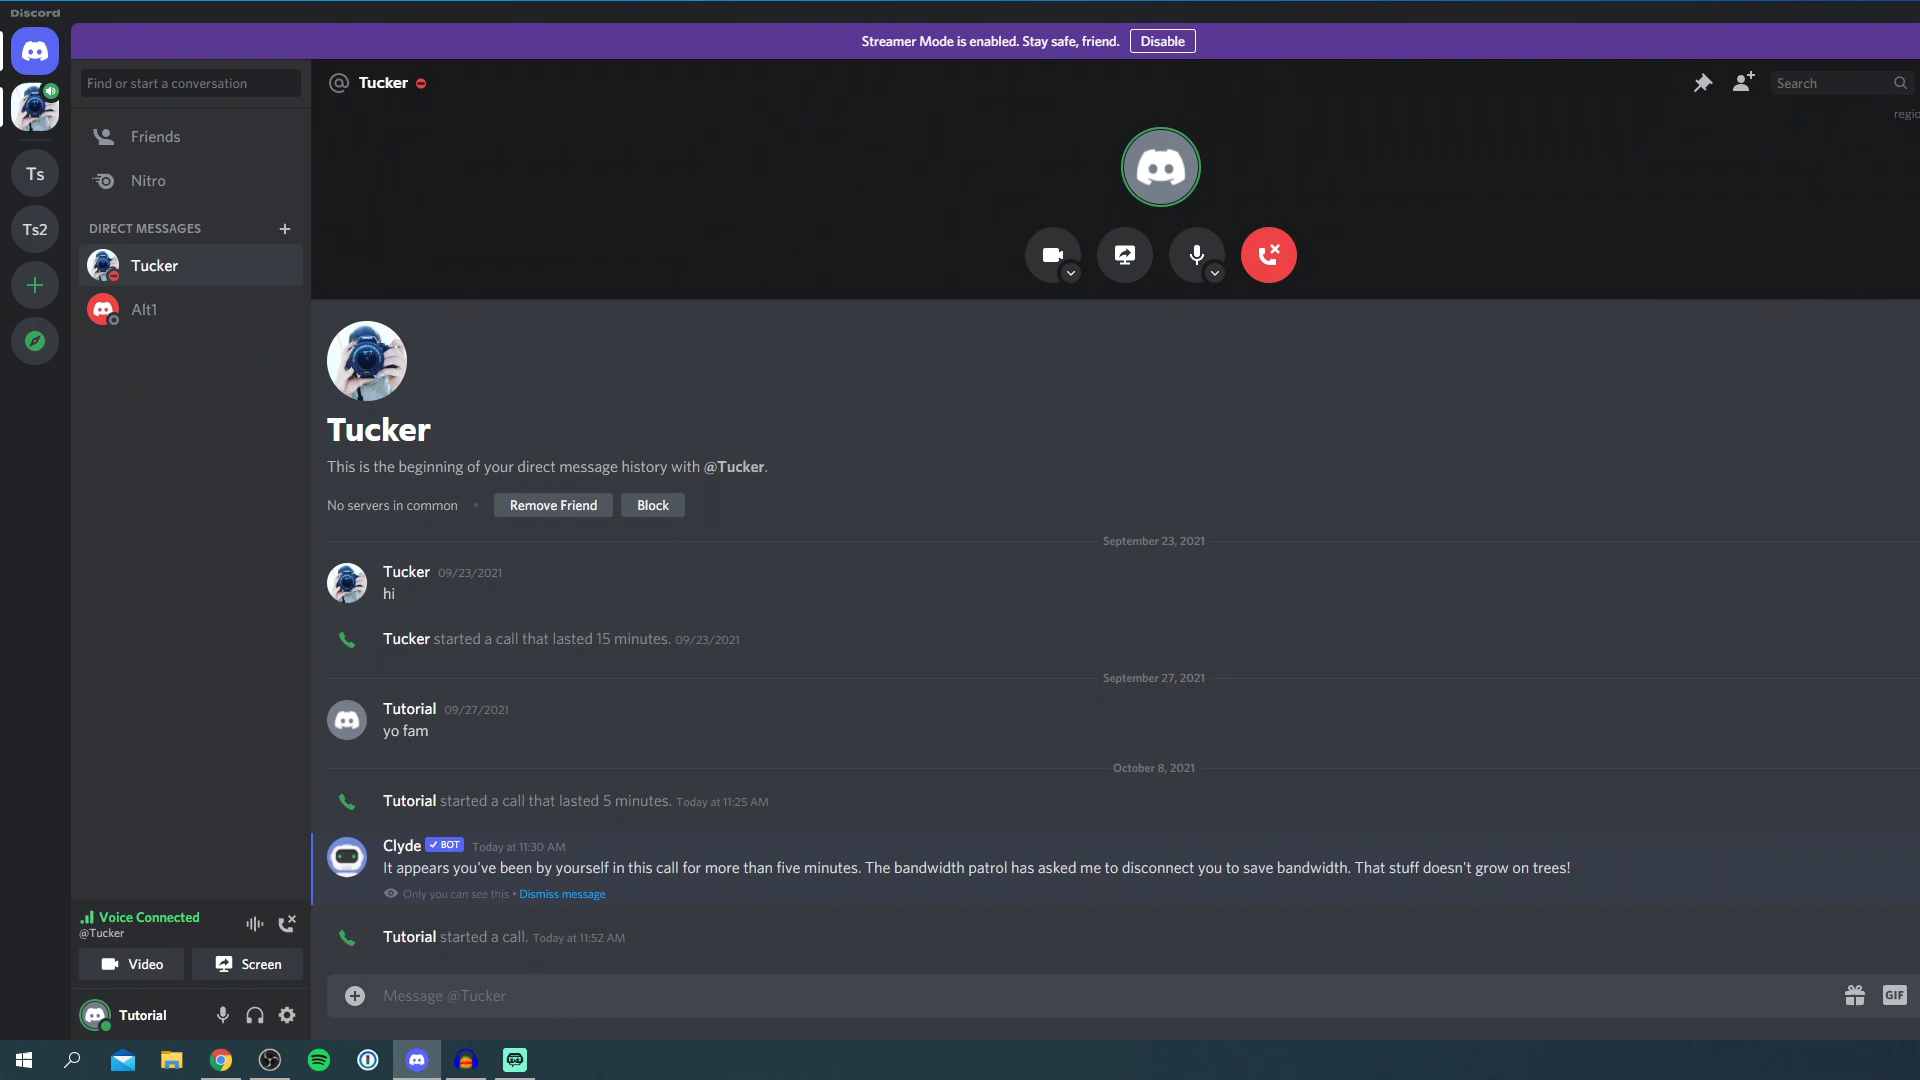 Discord
Streamer Mode is enabled. Stay safe, friend.
Disable
Find or start a conversation
Tucker
Search
regio
Friends
Ts
Nitro
Ts2
DIRECT MESSAGES
Tucker
Alt1
Tucker
This is the beginning of your direct message history with @Tucker.
No servers in common
Remove Friend
Block
September 23, 2021
Tucker 09/23/2021
hi
Tucker started a call that lasted 15 minutes. 09/23/2021
September 27, 2021
Tutorial 09/27/2021
yo fam
October 8, 2021
Tutorial started a call that lasted 5 minutes. Today at 11:25 AM
Clyde BOT Today at 11:30 AM
It appears you've been by yourself in this call for more than five minutes. The bandwidth patrol has asked me to disconnect you to save bandwidth. That stuff doesn't grow on trees!
Only you can see this • Dismiss message
Tutorial started a call. Today at 11:52 AM
Voice Connected
@Tucker
Video
Screen
Message @Tucker
GIF
Tutorial